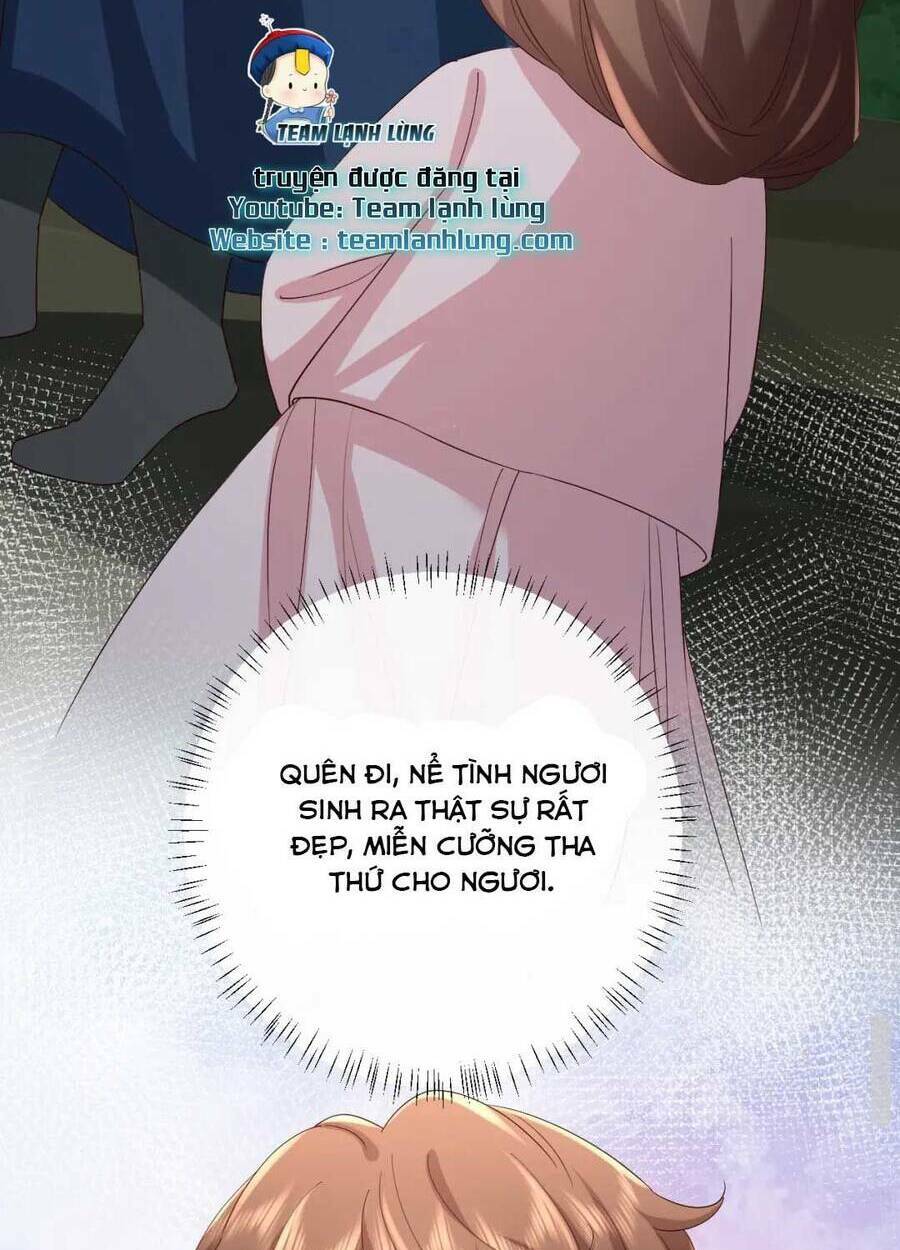 TEAM LẠNH LÙNG
truyện được đăng tại
Youtube: Team lạnh lùng
Website : teamlanhlung.com
QUÊN ĐI, NỂ TÌNH NGƯƠI
SINH RA THẬT SỰ RẤT
ĐẸP, MIỄN CƯỠNG THA
THỨ CHO NGƯƠI.